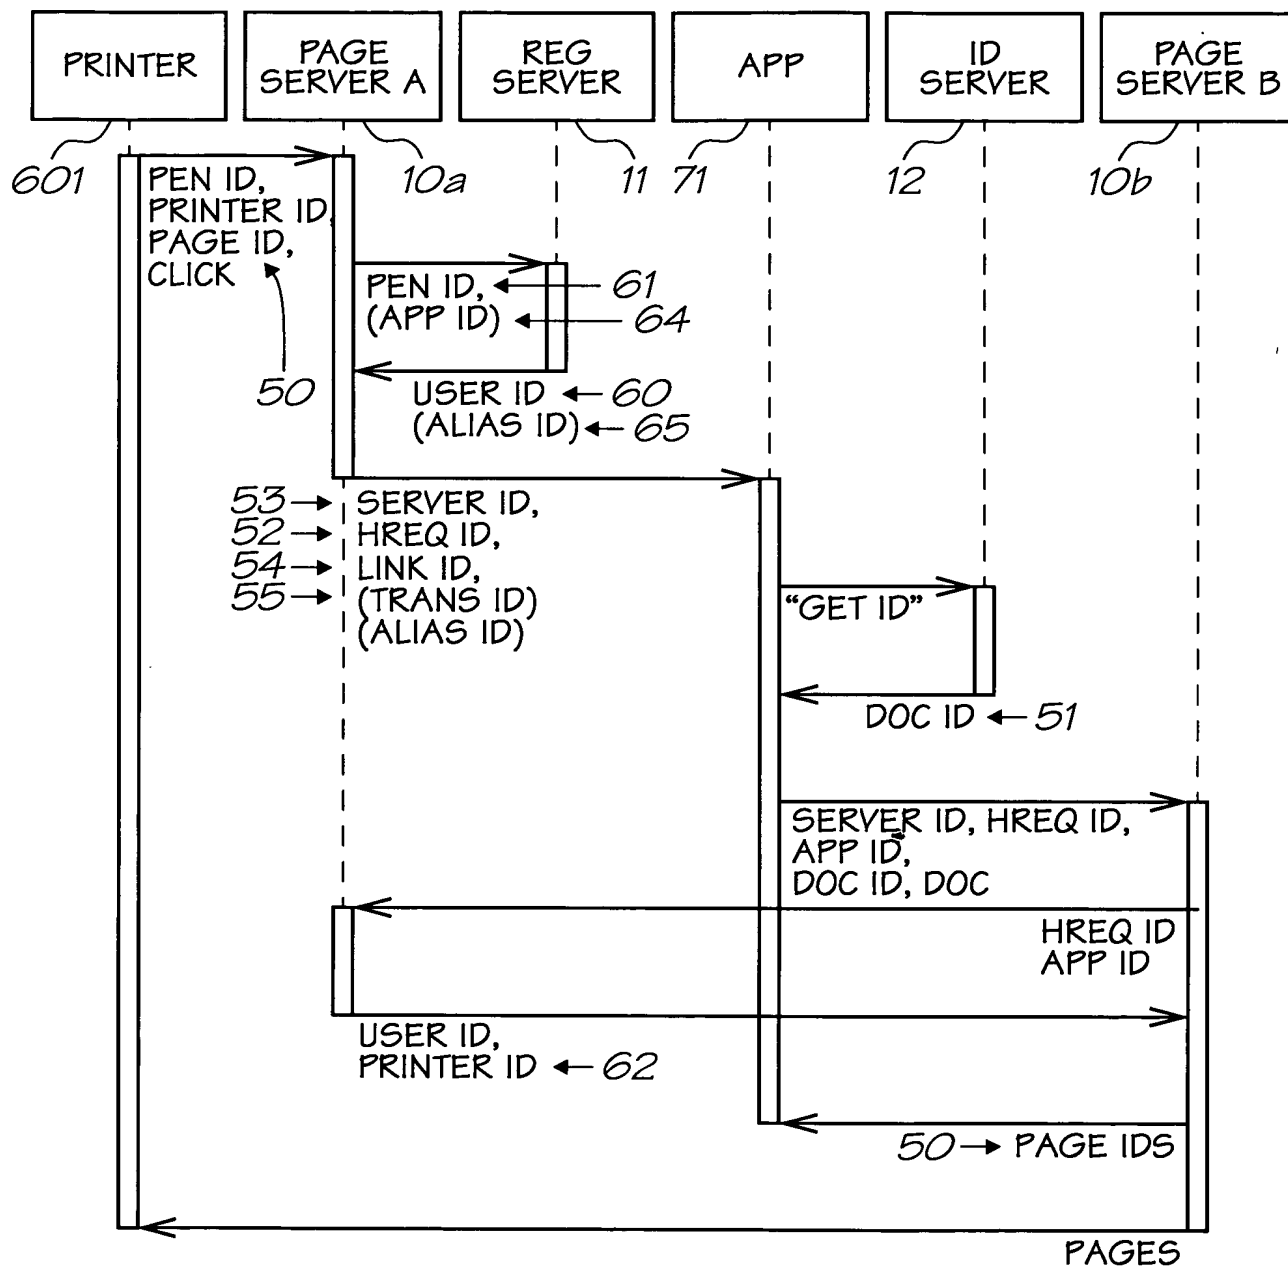 PRINTER
PAGE
SERVER A
REG
SERVER
APP
ID
SERVER
PAGE
SERVER B
601
10a
11
71
12
10b
PEN ID,
PRINTER ID,
PAGE ID,
CLICK
50
PEN ID, 61
(APP ID) 64
USER ID 60
(ALIAS ID) 65
53 SERVER ID,
52 HREQ ID,
54 LINK ID,
55 (TRANS ID)
(ALIAS ID)
“GET ID”
DOC ID 51
SERVER ID, HREQ ID,
APP ID,
DOC ID, DOC
HREQ ID
APP ID
USER ID,
PRINTER ID 62
50 PAGE IDS
PAGES